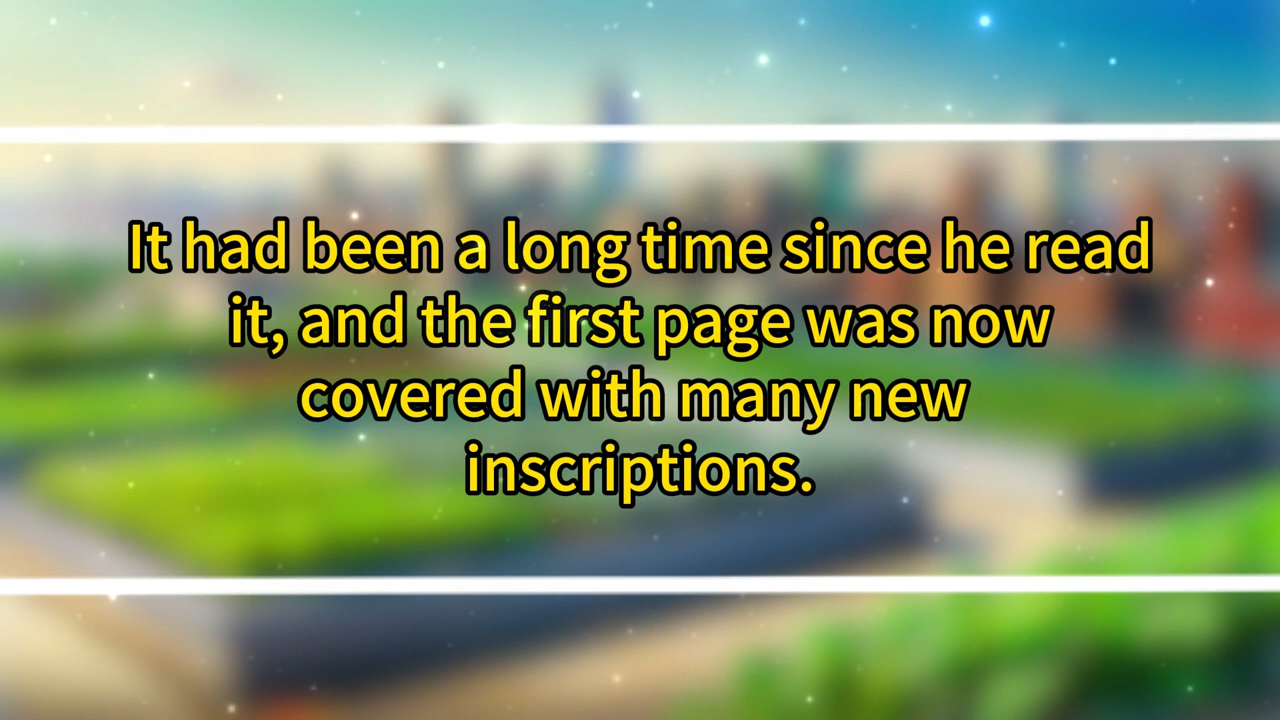 It had been a long time since he read
it, and the first page was now
covered with many new
inscriptions.